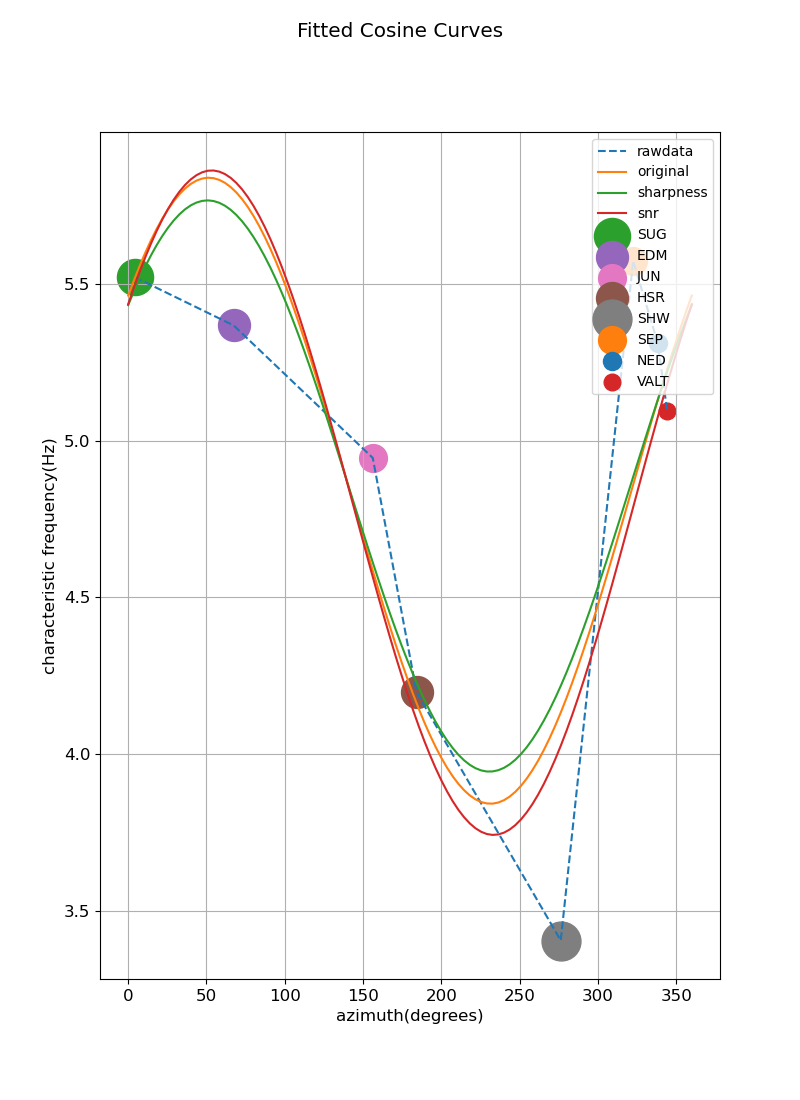 Fitted Cosine Curves
rawdata
original
sharpness
snr
SUG
EDM
JUN
HSR
SHW
SEP
NED
VALT
5.5
5.0
4.5
4.0
3.5
characteristic frequency(Hz)
0 50 100 150 200 250 300 350
azimuth(degrees)